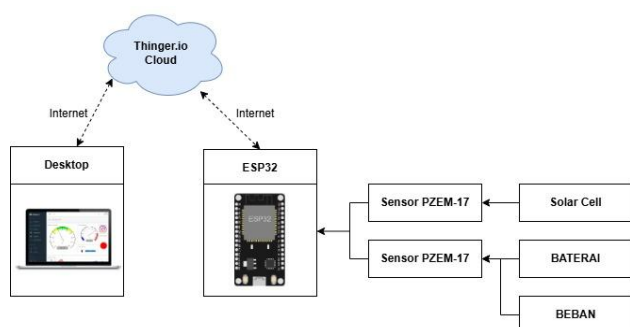 Thinger.io
Cloud
Internet
Internet
Desktop
ESP32
ESP32
Sensor PZEM-17
Solar Cell
Sensor PZEM-17
BATERAI
BEBAN